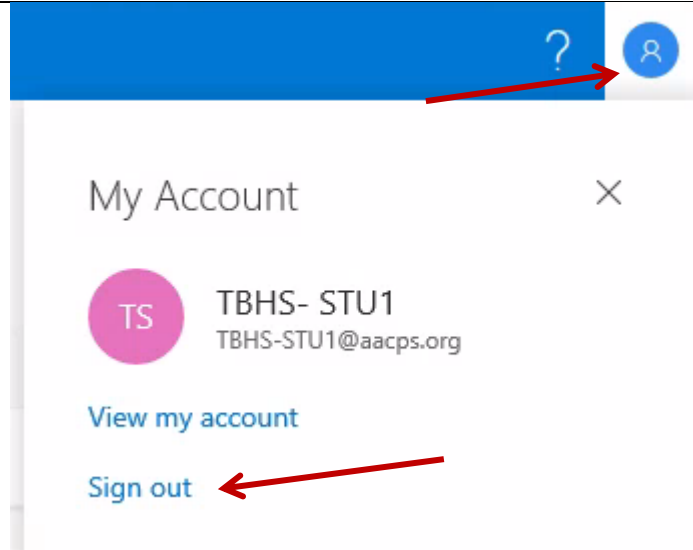 ?
My Account
TS
TBHS- STU1
TBHS-STU1@aacps.org
View my account
Sign out